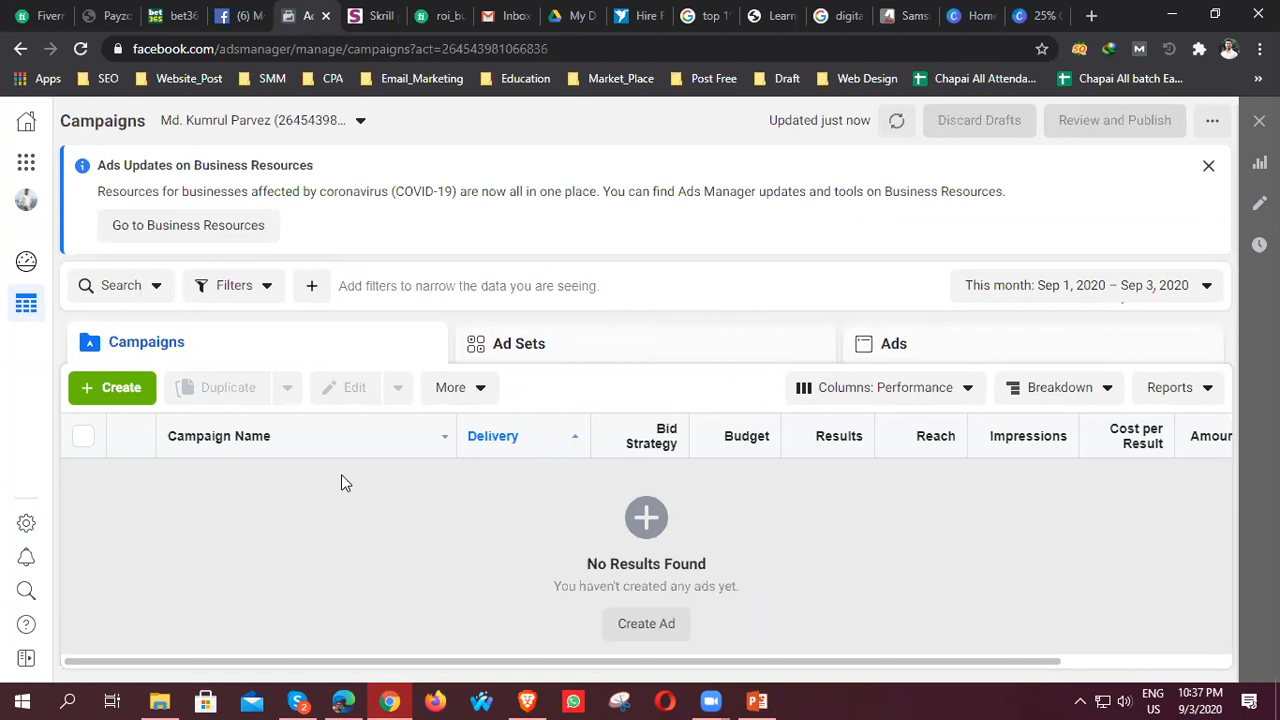 Fiverr
Payzo
bet36
(6) M
Ad
Skrill
roi_bu
Inbox
My D
Hire F
top 1
Learn
digita
Sams
Home
25% C
facebook.com/adsmanager/manage/campaigns?act=264543981066836
Apps
SEO
Website_Post
SMM
CPA
Email_Marketing
Education
Market_Place
Post Free
Draft
Web Design
Chapai All Attenda...
Chapai All batch Ea...
»
Campaigns
Md. Kumrul Parvez (26454398...
Updated just now
Discard Drafts
Review and Publish
Ads Updates on Business Resources
Resources for businesses affected by coronavirus (COVID-19) are now all in one place. You can find Ads Manager updates and tools on Business Resources.
Go to Business Resources
Search
Filters
Add filters to narrow the data you are seeing.
This month: Sep 1, 2020 – Sep 3, 2020
Campaigns
Ad Sets
Ads
+ Create
Duplicate
Edit
More
Columns: Performance
Breakdown
Reports
Campaign Name
Delivery
Bid
Strategy
Budget
Results
Reach
Impressions
Cost per
Result
Amour
No Results Found
You haven't created any ads yet.
Create Ad
ENG
US
10:37 PM
9/3/2020